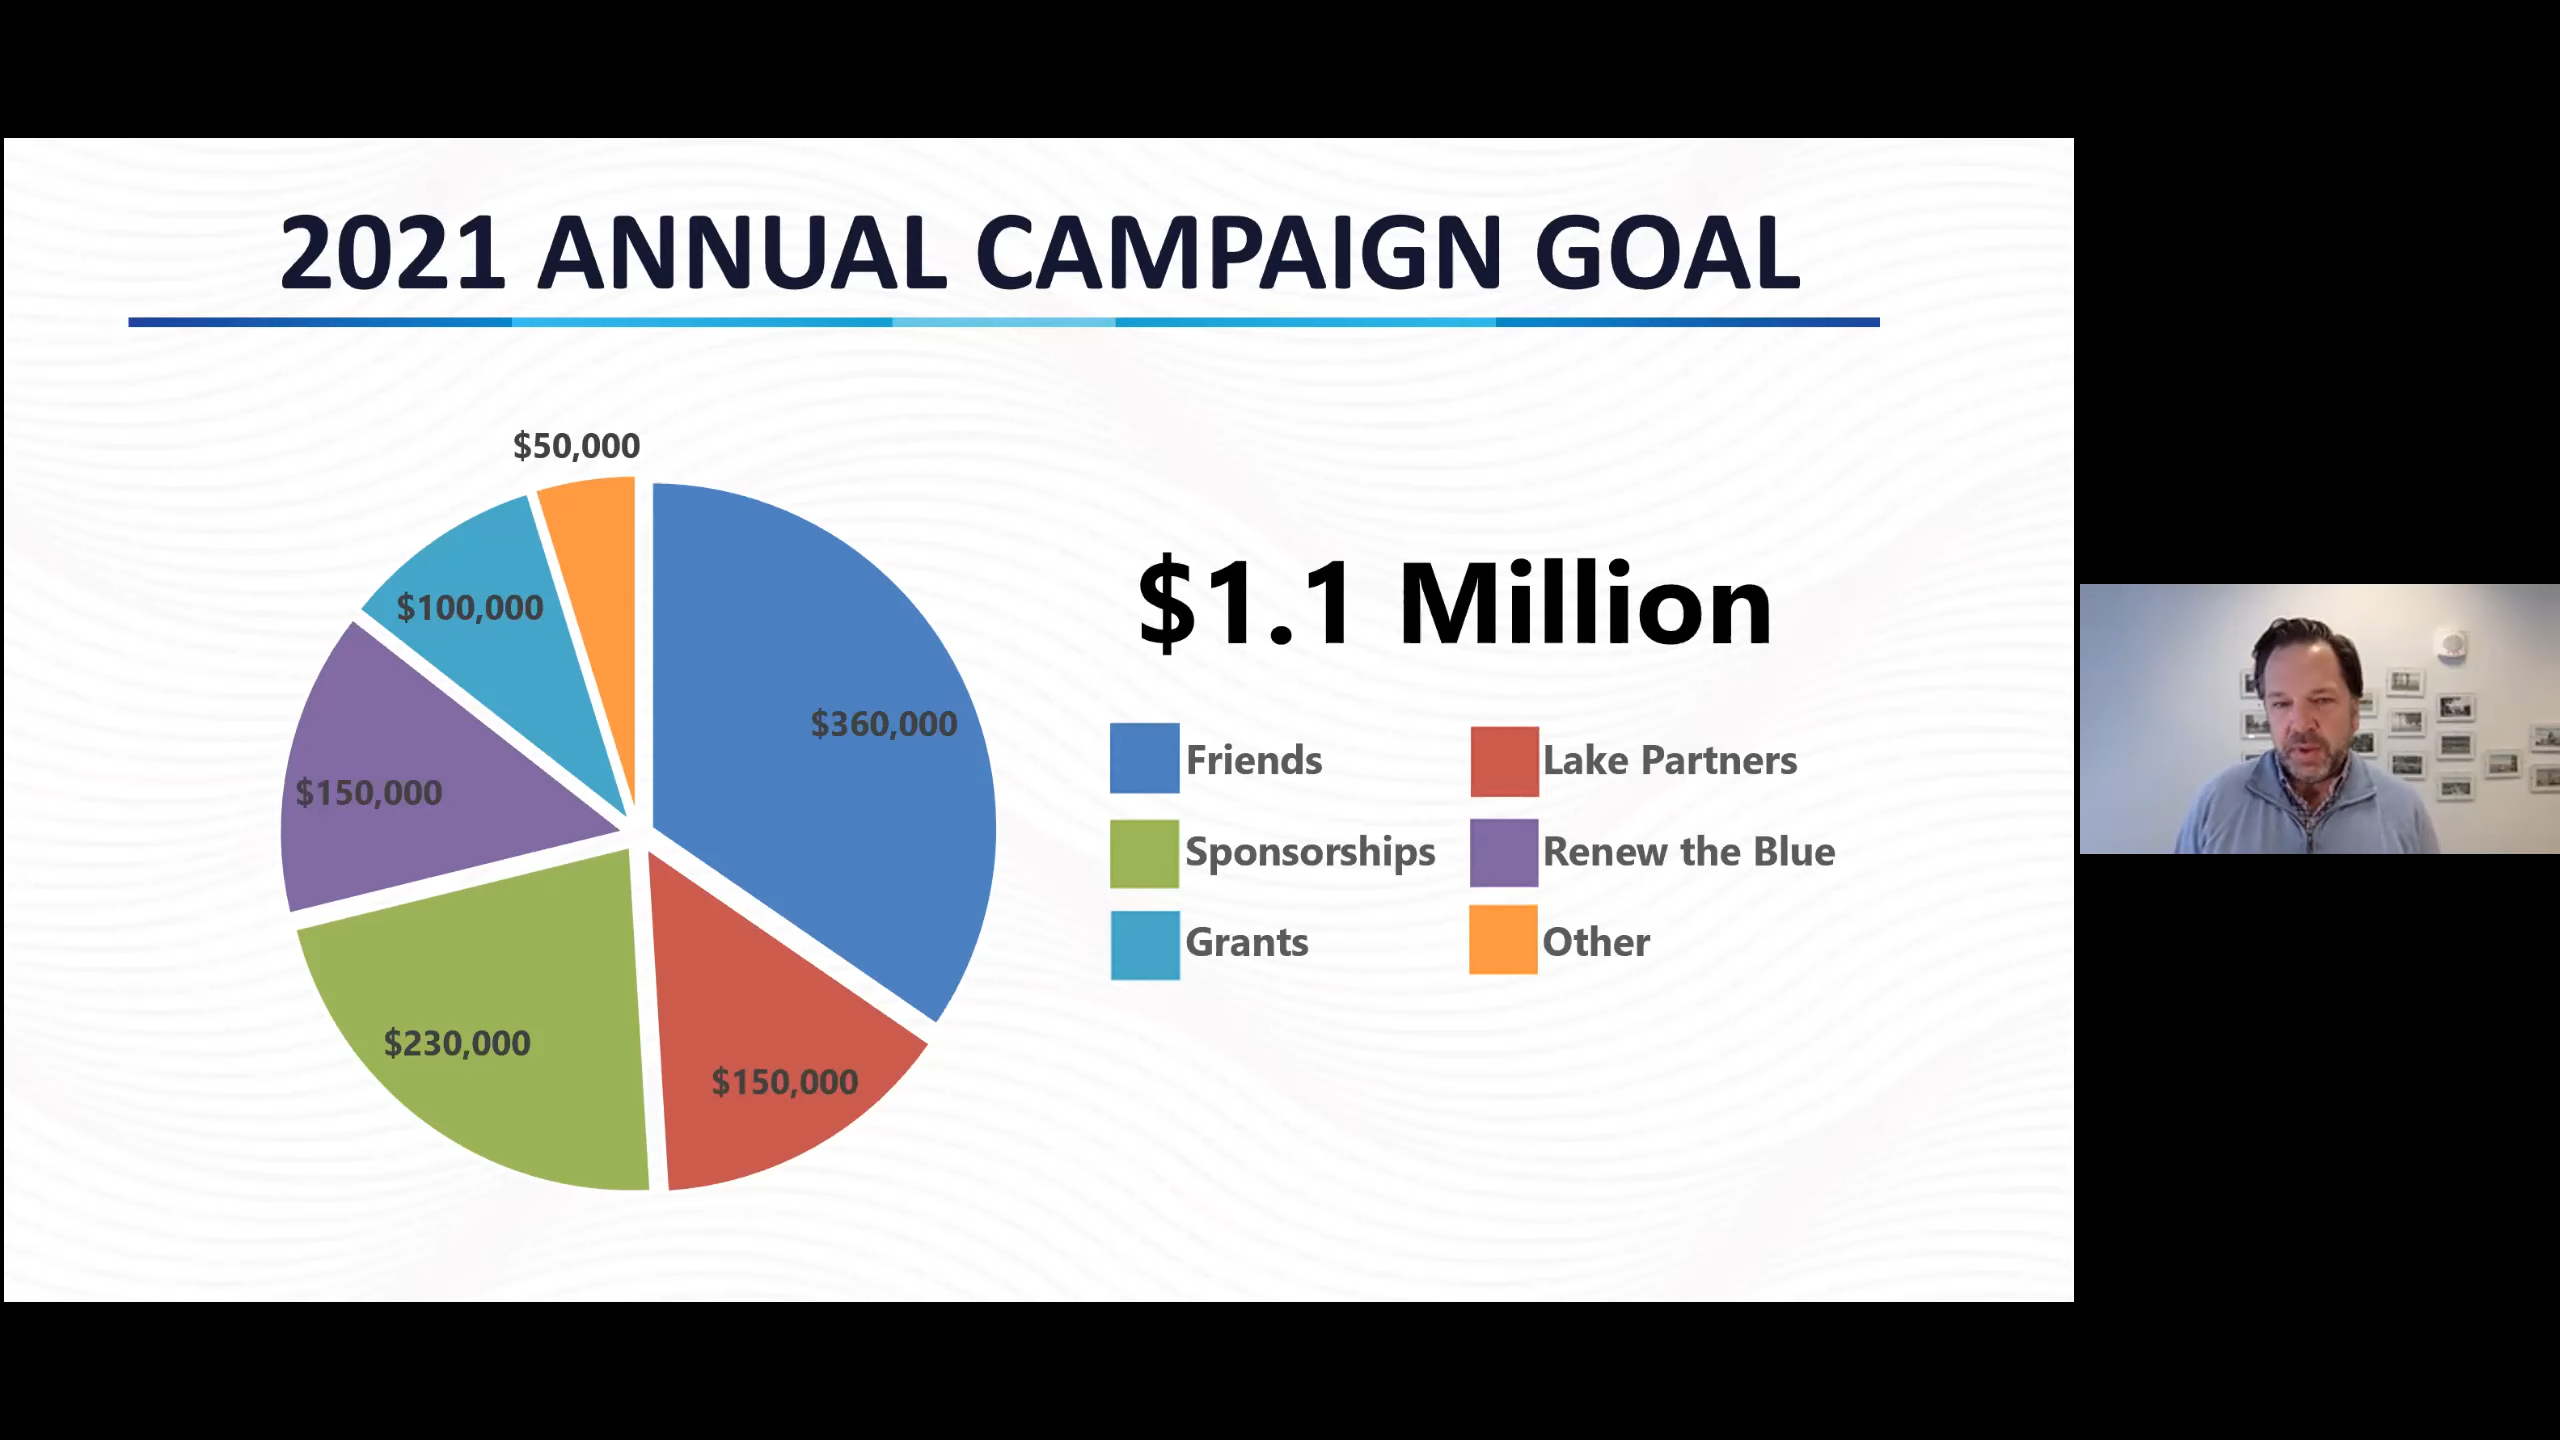 2021 ANNUAL CAMPAIGN GOAL
$50,000
$100,000
$360,000
$150,000
$230,000
$150,000
$1.1 Million
Friends
Lake Partners
Sponsorships
Renew the Blue
Grants
Other